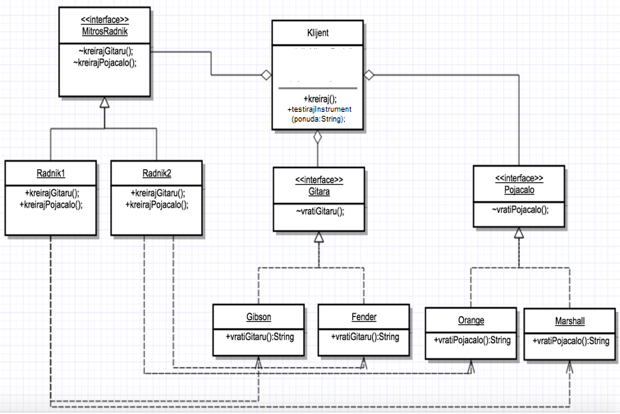 <<interface>>
MitrosRadnik
~kreirajGitaru();
~kreirajPojacalo();
Klijent
+kreiraj();
+testirajInstrument
(ponuda:String);
Radnik1
+kreirajGitaru();
+kreirajPojacalo();
Radnik2
+kreirajGitaru();
+kreirajPojacalo();
<<interface>>
Gitara
~vratiGitaru();
<<interface>>
Pojacalo
~vratiPojacalo();
Gibson
+vratiGitaru():String
Fender
+vratiGitaru():String
Orange
+vratiPojacalo():String
Marshall
+vratiPojacalo():String